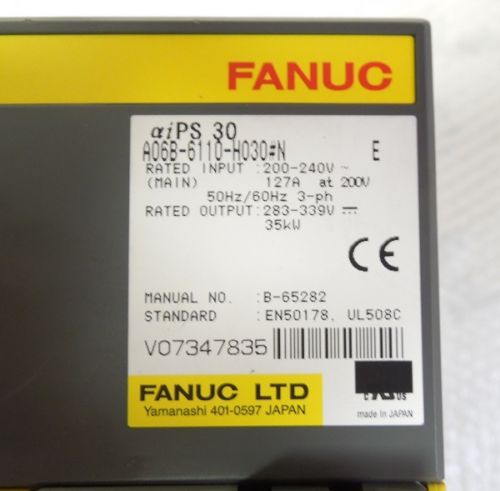 FANUC
αiPS 30
A06B-6110-H030#N E
RATED INPUT :200-240V ~
(MAIN) 127A at 200V
50Hz/60Hz 3-ph
RATED OUTPUT:283-339V ⎓
35kW
CE
MANUAL NO. :B-65282
STANDARD :EN50178, UL508C
V07347835
FANUC LTD
Yamanashi 401-0597 JAPAN
C US
made in JAPAN